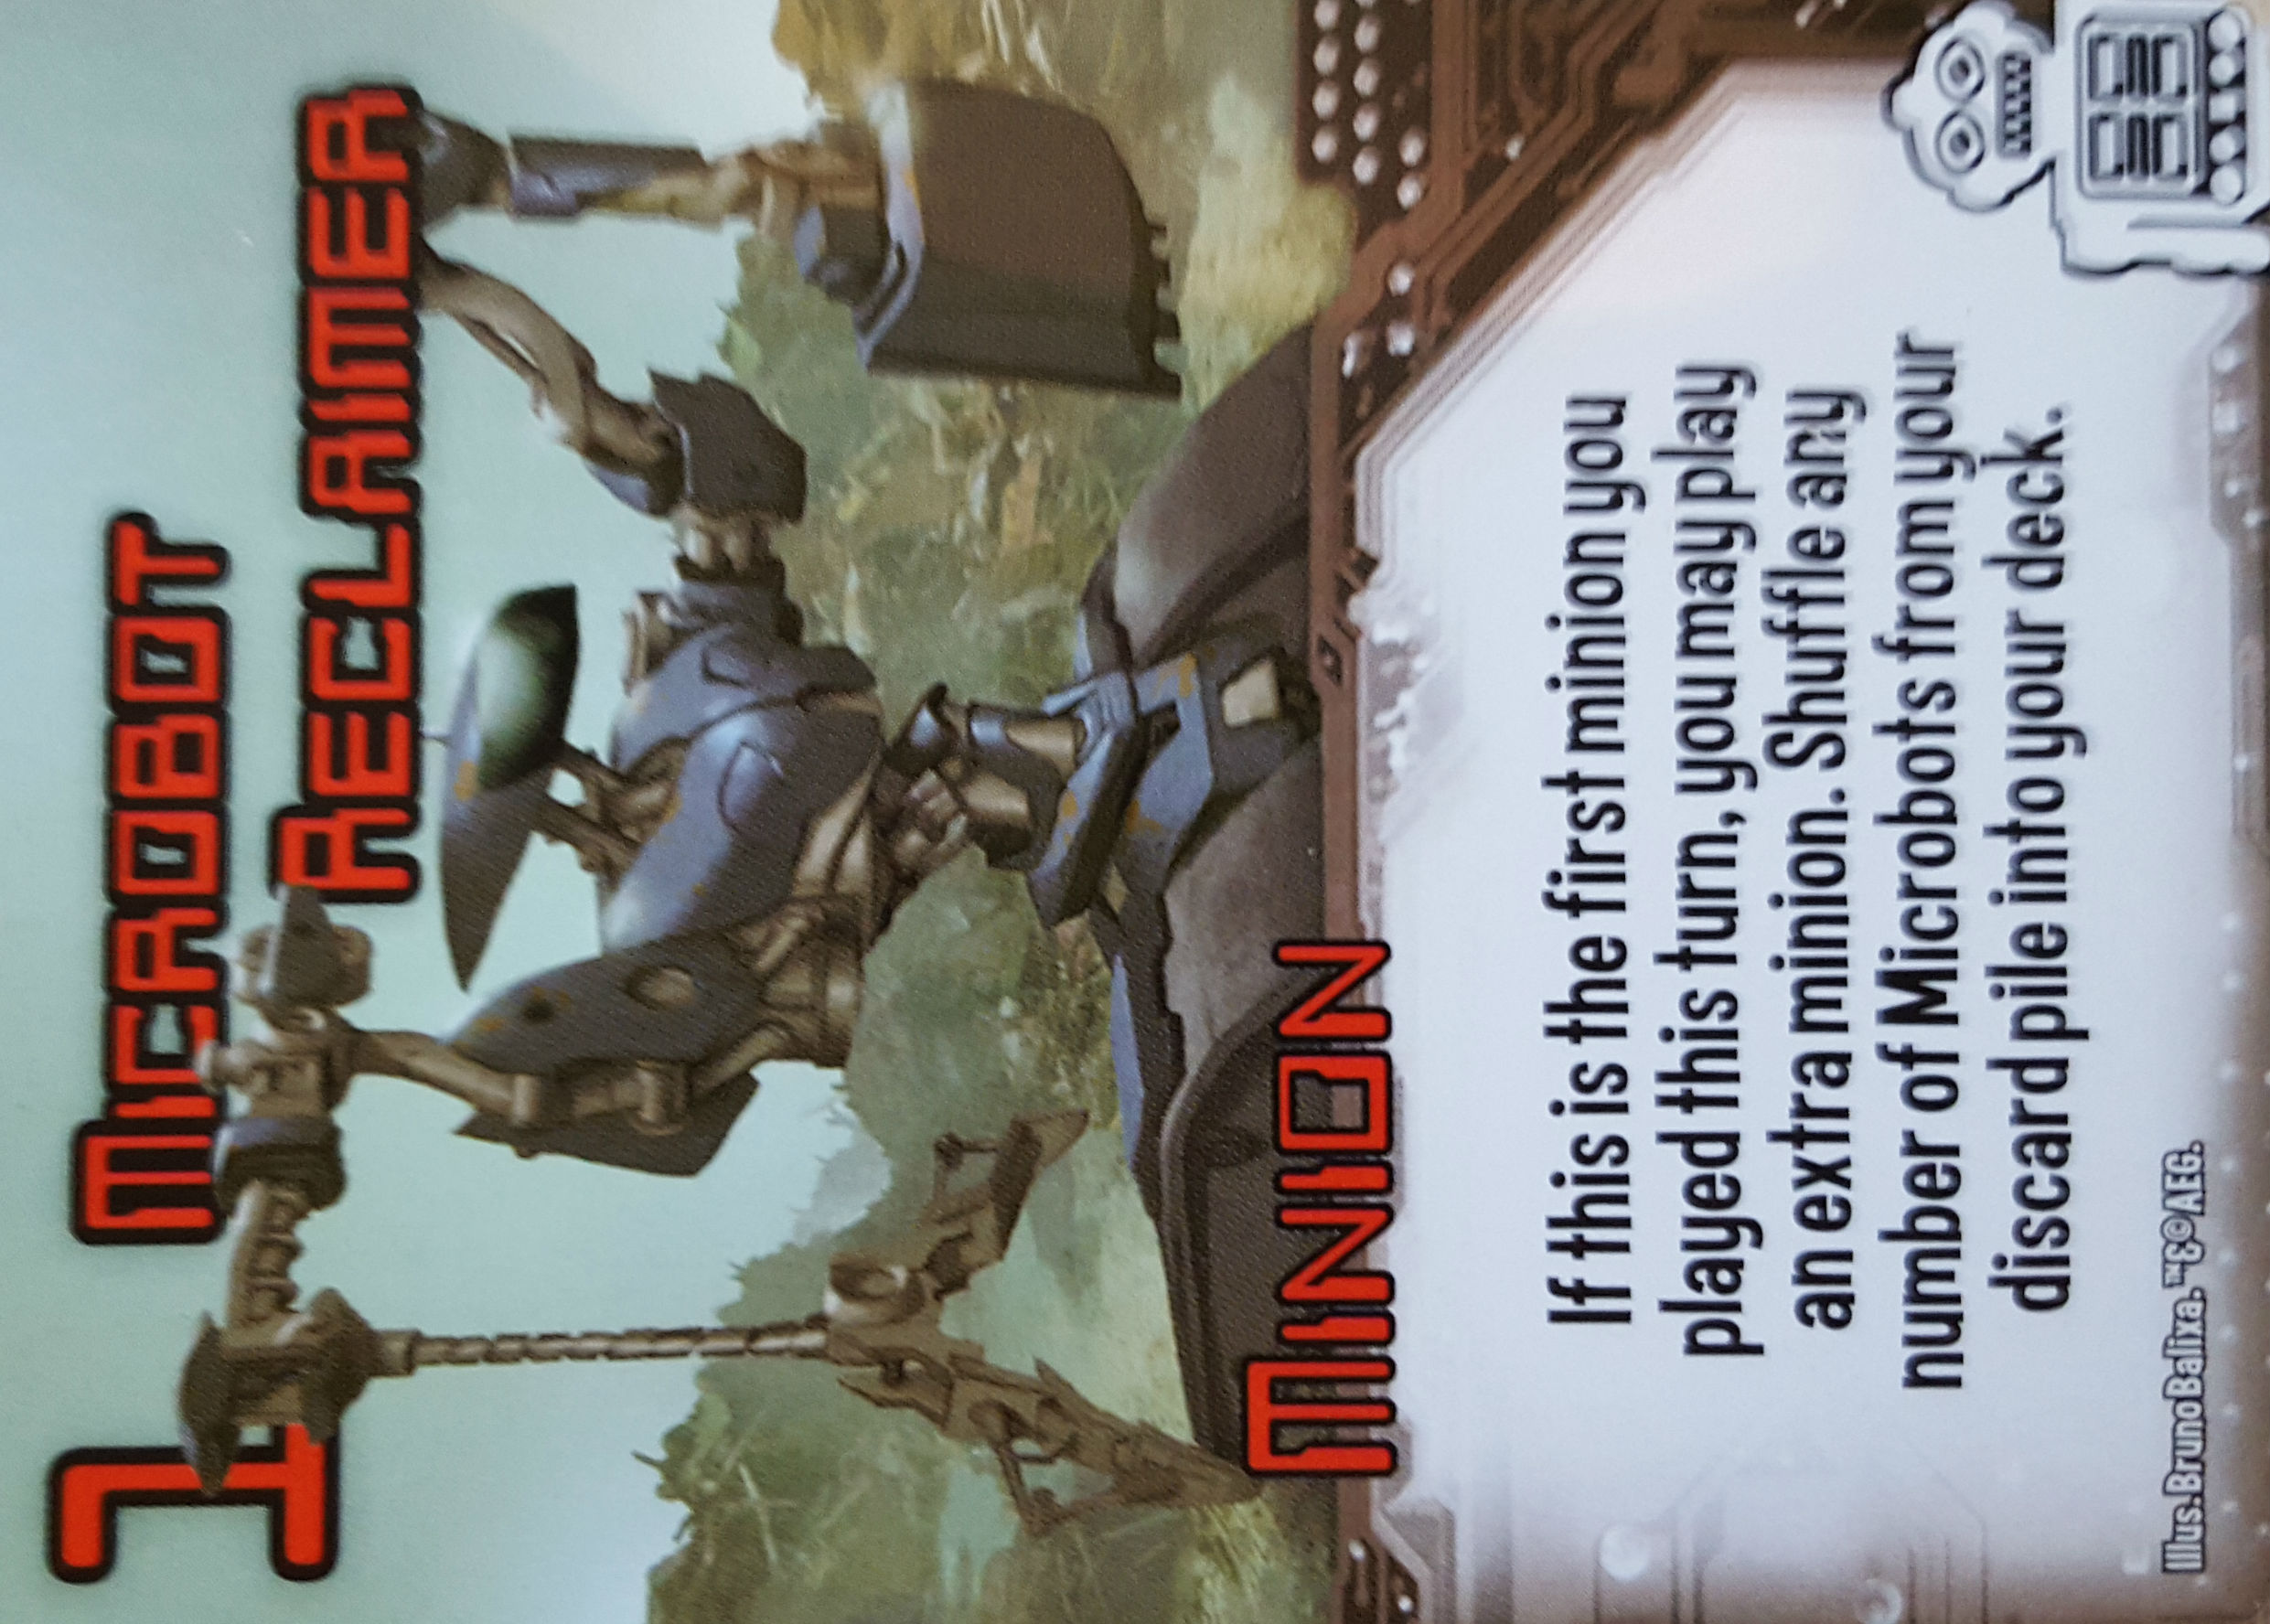 1
Microbot
Reclaimer
Minion
If this is the first minion you
played this turn, you may play
an extra minion. Shuffle any
number of Microbots from your
discard pile into your deck.
Illus. Bruno Balixa. ™&© AEG.